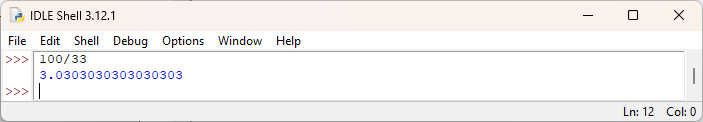 IDLE Shell 3.12.1
File Edit Shell Debug Options Window Help
>>> 100/33
3.0303030303030303
>>>
Ln: 12 Col: 0